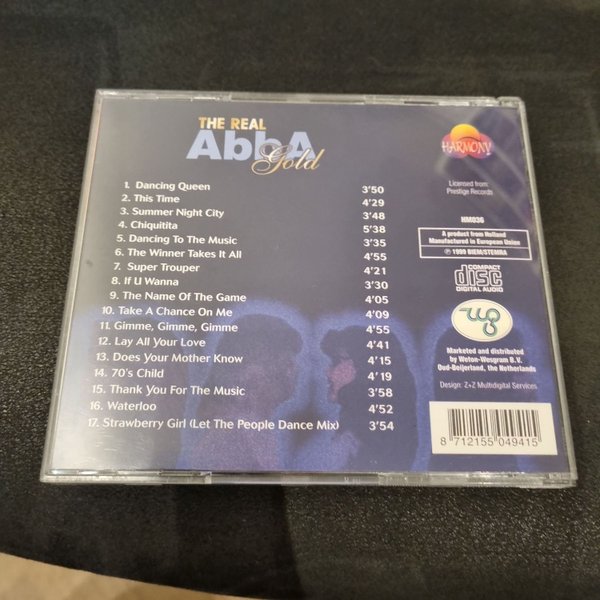 THE REAL
AbbA
Gold
HARMONY
1. Dancing Queen 3'50
2. This Time 4'29
3. Summer Night City 3'48
4. Chiquitita 5'38
5. Dancing To The Music 3'35
6. The Winner Takes It All 4'55
7. Super Trouper 4'21
8. If U Wanna 3'30
9. The Name Of The Game 4'05
10. Take A Chance On Me 4'09
11. Gimme, Gimme, Gimme 4'55
12. Lay All Your Love 4'41
13. Does Your Mother Know 4'15
14. 70's Child 4'19
15. Thank You For The Music 3'58
16. Waterloo 4'52
17. Strawberry Girl (Let The People Dance Mix) 3'54
Licensed from:
Prestige Records
HM036
A product from Holland
Manufactured in European Union
℗ 1999 BIEM/STEMRA
COMPACT
disc
DIGITAL AUDIO
wg
Marketed and distributed
by Weton-Wesgram B.V.
Oud-Beijerland, the Netherlands
Design: Z+Z Multidigital Services
8 712155 049415